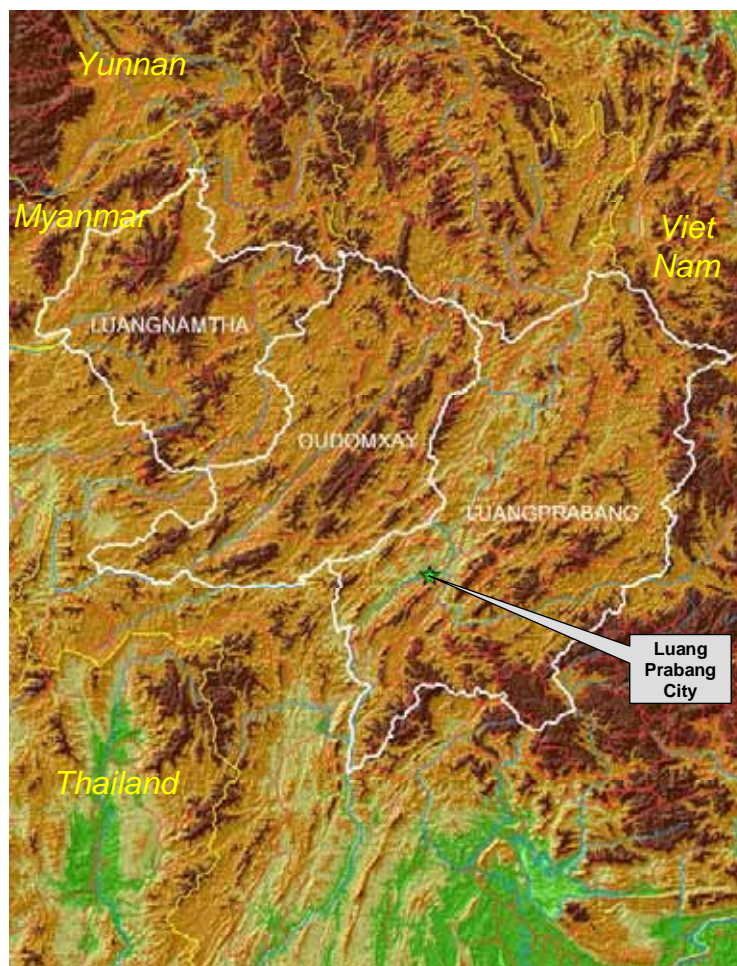 Yunnan
Myanmar
Viet
Nam
LUANGNAMTHA
OUDOMXAY
LUANGPRABANG
Luang
Prabang
City
Thailand